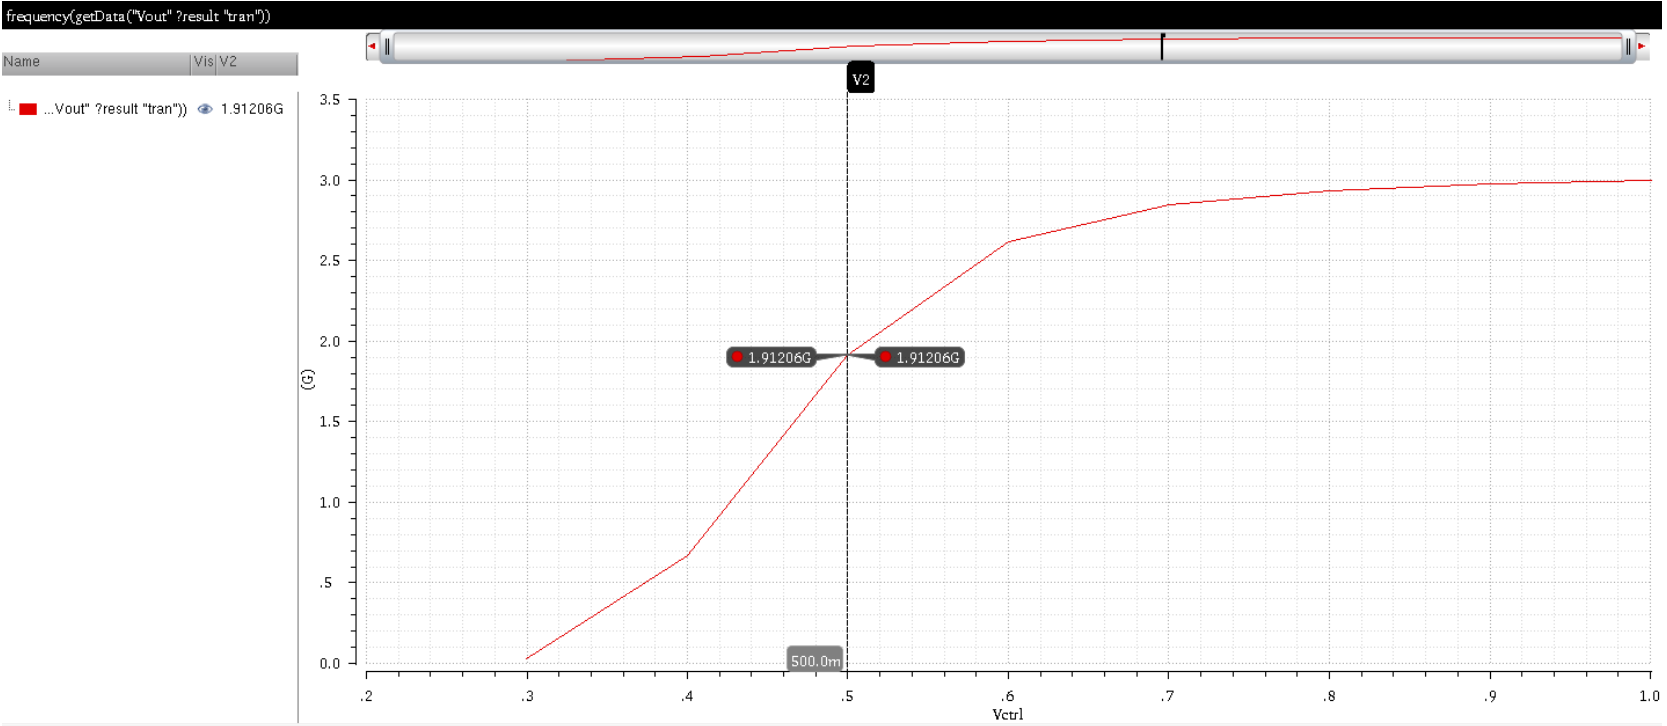 frequency(getData("Vout" ?result "tran"))
Name Vis V2
...Vout" ?result "tran")) 1.91206G
V2
3.5
3.0
2.5
2.0
1.91206G 1.91206G
(G)
1.5
1.0
.5
500.0m
0.0
.2 .3 .4 .5 .6 .7 .8 .9 1.0
Vctrl